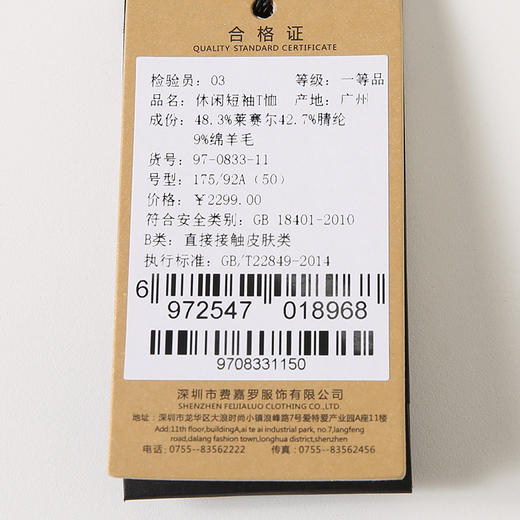 合格证
QUALITY STANDARD CERTIFICATE
检验员: 03 等级: 一等品
品名: 休闲短袖T恤 产地: 广州
成份: 48.3%莱赛尔42.7%腈纶
9%绵羊毛
货号: 97-0833-11
号型: 175/92A (50)
价格: ¥2299.00
符合安全类别: GB 18401-2010
B类: 直接接触皮肤类
执行标准: GB/T22849-2014
6 972547 018968
9708331150
深圳市费嘉罗服饰有限公司
SHENZHEN FEIJIALUO CLOTHING CO.,LTD.
地址: 深圳市龙华区大浪时尚小镇浪峰路7号爱特爱产业园A座11楼
Add:11th floor,buildingA,ai te ai industrial park, no.7,langfeng
road,dalang fashion town,longhua district,shenzhen
电话: 0755--83562222 传真: 0755--83562456